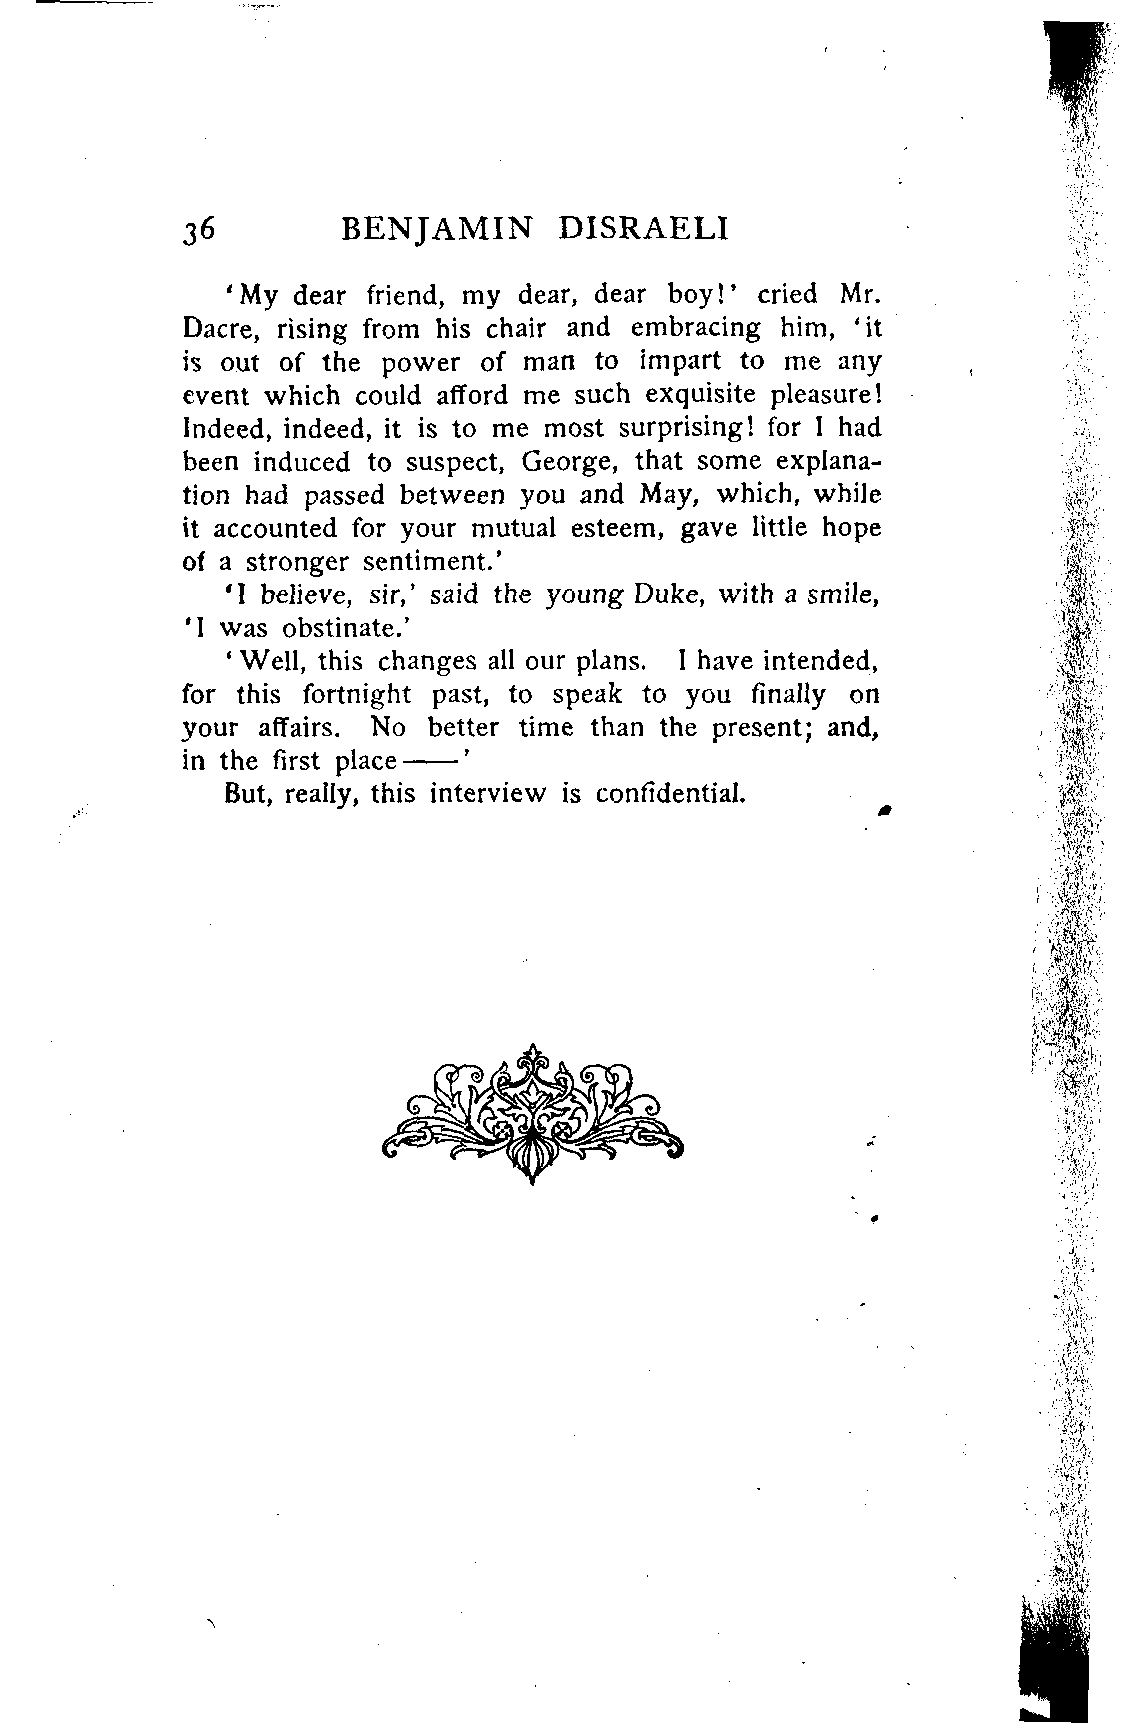 36 BENJAMIN DISRAELI
‘My dear friend, my dear, dear boy!’ cried Mr.
Dacre, rising from his chair and embracing him, ‘it
is out of the power of man to impart to me any
event which could afford me such exquisite pleasure!
Indeed, indeed, it is to me most surprising! for I had
been induced to suspect, George, that some explana-
tion had passed between you and May, which, while
it accounted for your mutual esteem, gave little hope
of a stronger sentiment.’
‘I believe, sir,’ said the young Duke, with a smile,
‘I was obstinate.’
‘Well, this changes all our plans. I have intended,
for this fortnight past, to speak to you finally on
your affairs. No better time than the present; and,
in the first place——’
But, really, this interview is confidential.